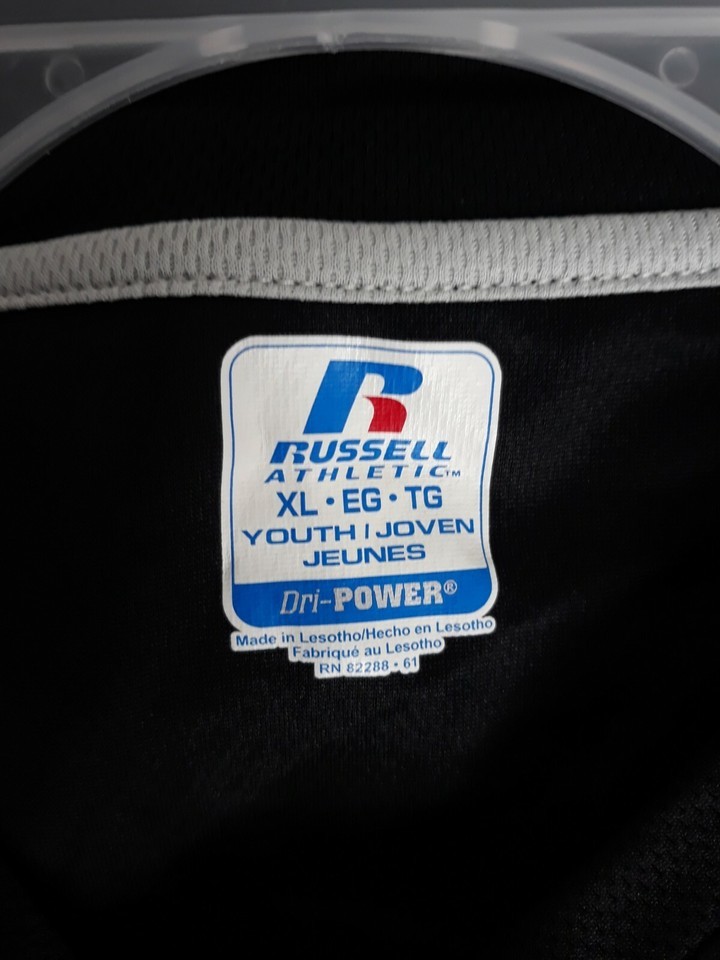 RUSSELL
ATHLETIC™
XL • EG • TG
YOUTH | JOVEN
JEUNES
Dri-POWER®
Made in Lesotho/Hecho en Lesotho
Fabriqué au Lesotho
RN 82288 • 61